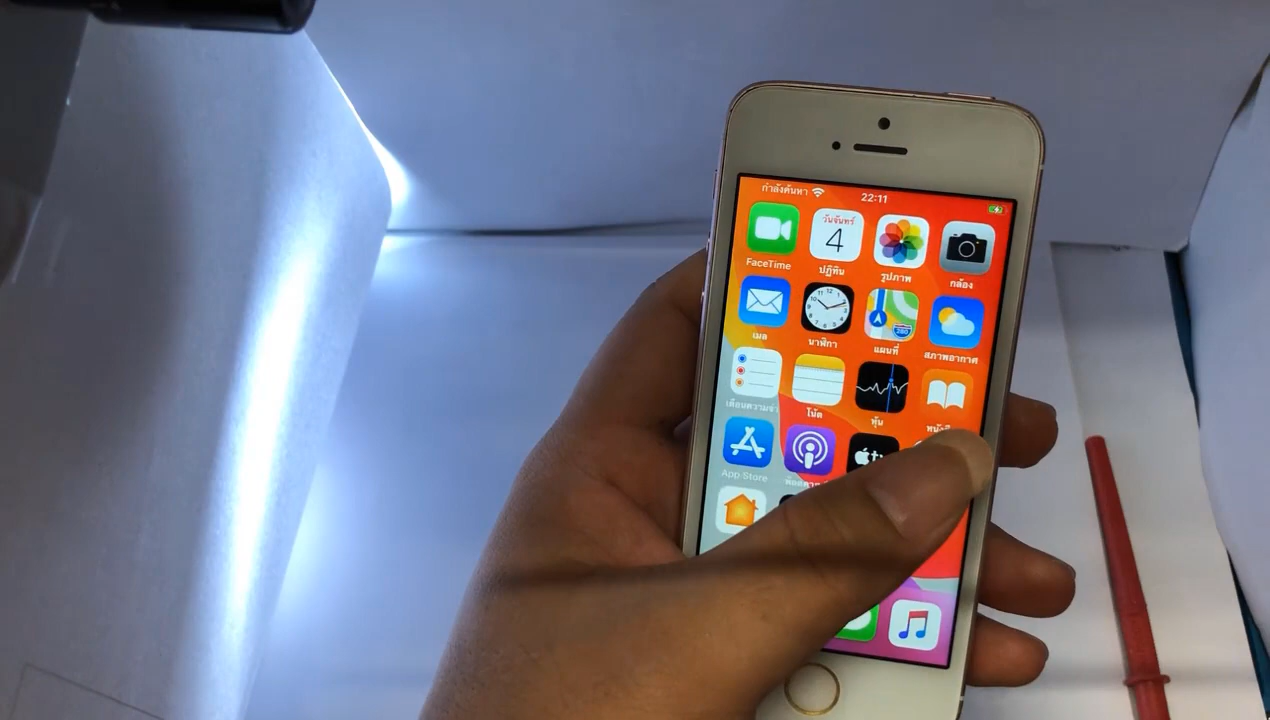 กำลังค้นหา 22:11
วันจันทร์
4
FaceTime ปฏิทิน รูปภาพ กล้อง
12
280
เมล นาฬิกา แผนที่ สภาพอากาศ
โน้ต หุ้น
tv
App Store